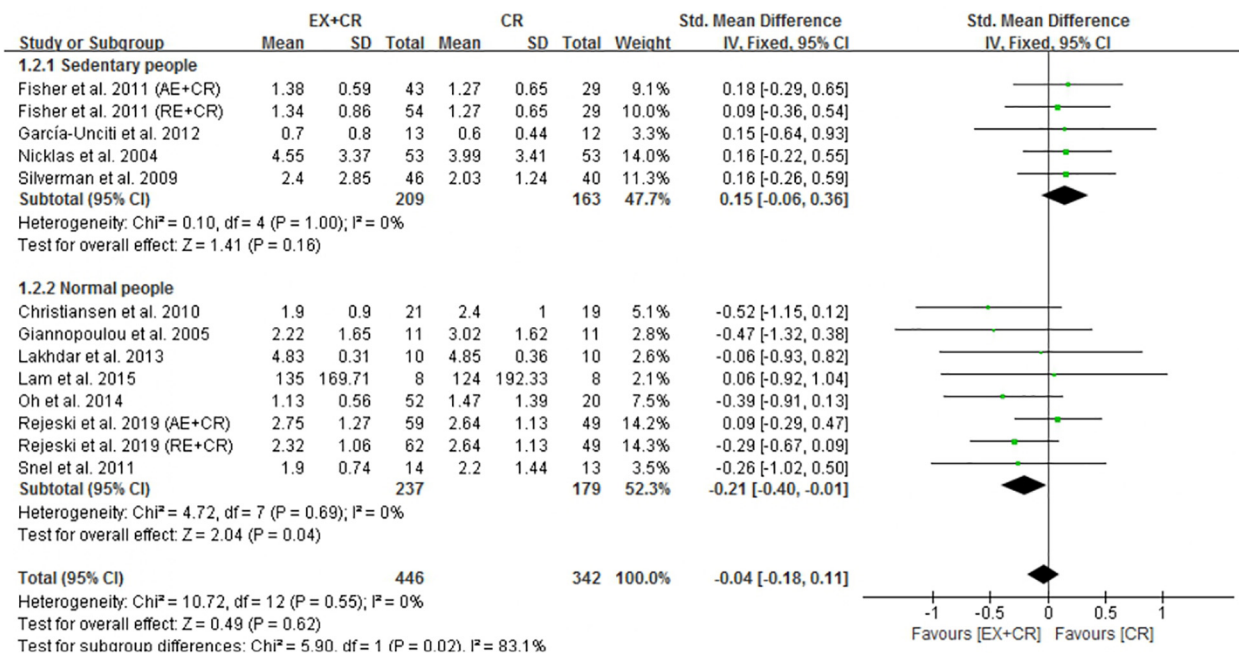 EX+CR CR Std. Mean Difference Std. Mean Difference
Study or Subgroup Mean SD Total Mean SD Total Weight IV, Fixed, 95% CI IV, Fixed, 95% CI
1.2.1 Sedentary people
Fisher et al. 2011 (AE+CR) 1.38 0.59 43 1.27 0.65 29 9.1% 0.18 [-0.29, 0.65]
Fisher et al. 2011 (RE+CR) 1.34 0.86 54 1.27 0.65 29 10.0% 0.09 [-0.36, 0.54]
García-Unciti et al. 2012 0.7 0.8 13 0.6 0.44 12 3.3% 0.15 [-0.64, 0.93]
Nicklas et al. 2004 4.55 3.37 53 3.99 3.41 53 14.0% 0.16 [-0.22, 0.55]
Silverman et al. 2009 2.4 2.85 46 2.03 1.24 40 11.3% 0.16 [-0.26, 0.59]
Subtotal (95% CI) 209 163 47.7% 0.15 [-0.06, 0.36]
Heterogeneity: Chi² = 0.10, df = 4 (P = 1.00); I² = 0%
Test for overall effect: Z = 1.41 (P = 0.16)
1.2.2 Normal people
Christiansen et al. 2010 1.9 0.9 21 2.4 1 19 5.1% -0.52 [-1.15, 0.12]
Giannopoulou et al. 2005 2.22 1.65 11 3.02 1.62 11 2.8% -0.47 [-1.32, 0.38]
Lakhdar et al. 2013 4.83 0.31 10 4.85 0.36 10 2.6% -0.06 [-0.93, 0.82]
Lam et al. 2015 135 169.71 8 124 192.33 8 2.1% 0.06 [-0.92, 1.04]
Oh et al. 2014 1.13 0.56 52 1.47 1.39 20 7.5% -0.39 [-0.91, 0.13]
Rejeski et al. 2019 (AE+CR) 2.75 1.27 59 2.64 1.13 49 14.2% 0.09 [-0.29, 0.47]
Rejeski et al. 2019 (RE+CR) 2.32 1.06 62 2.64 1.13 49 14.3% -0.29 [-0.67, 0.09]
Snel et al. 2011 1.9 0.74 14 2.2 1.44 13 3.5% -0.26 [-1.02, 0.50]
Subtotal (95% CI) 237 179 52.3% -0.21 [-0.40, -0.01]
Heterogeneity: Chi² = 4.72, df = 7 (P = 0.69); I² = 0%
Test for overall effect: Z = 2.04 (P = 0.04)
Total (95% CI) 446 342 100.0% -0.04 [-0.18, 0.11]
Heterogeneity: Chi² = 10.72, df = 12 (P = 0.55); I² = 0%
Test for overall effect: Z = 0.49 (P = 0.62)
Test for subgroup differences: Chi² = 5.90, df = 1 (P = 0.02), I² = 83.1%
-1 -0.5 0 0.5 1
Favours [EX+CR] Favours [CR]